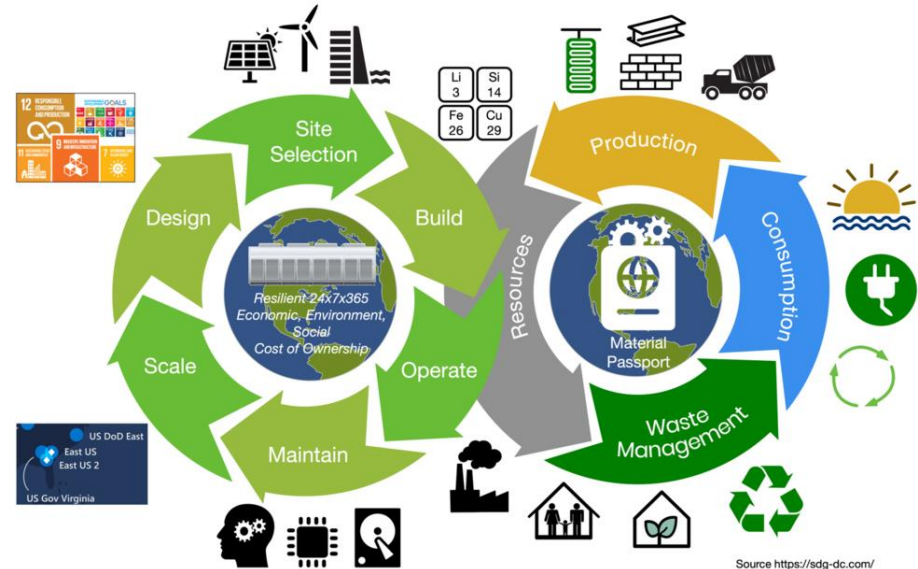 12 RESPONSIBLE
CONSUMPTION
AND PRODUCTION
GOALS
9 INDUSTRY, INNOVATION
AND INFRASTRUCTURE
11
7
Li
3
Si
14
Fe
26
Cu
29
Site
Selection
Design
Build
Scale
Operate
Maintain
Resilient 24x7x365
Economic, Environment,
Social
Cost of Ownership
Production
Consumption
Resources
Waste
Management
Material
Passport
US DoD East
East US
East US 2
US Gov Virginia
Source https://sdg-dc.com/